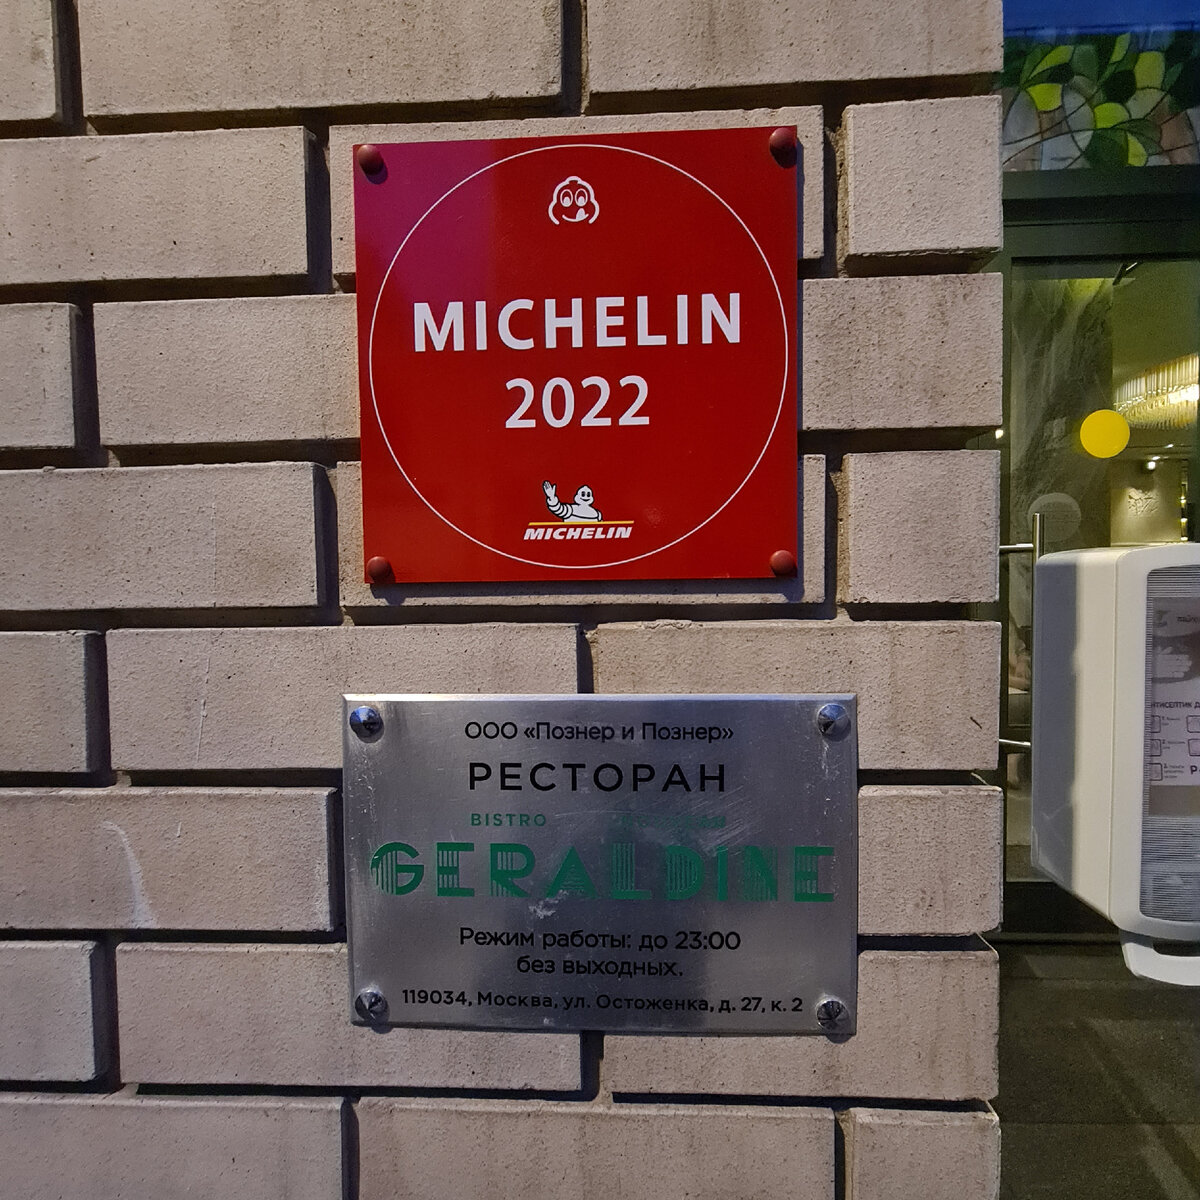 MICHELIN
2022
MICHELIN
ООО «Познер и Познер»
РЕСТОРАН
BISTRO
GERALDINE
Режим работы: до 23:00
без выходных.
119034, Москва, ул. Остоженка, д. 27, к. 2